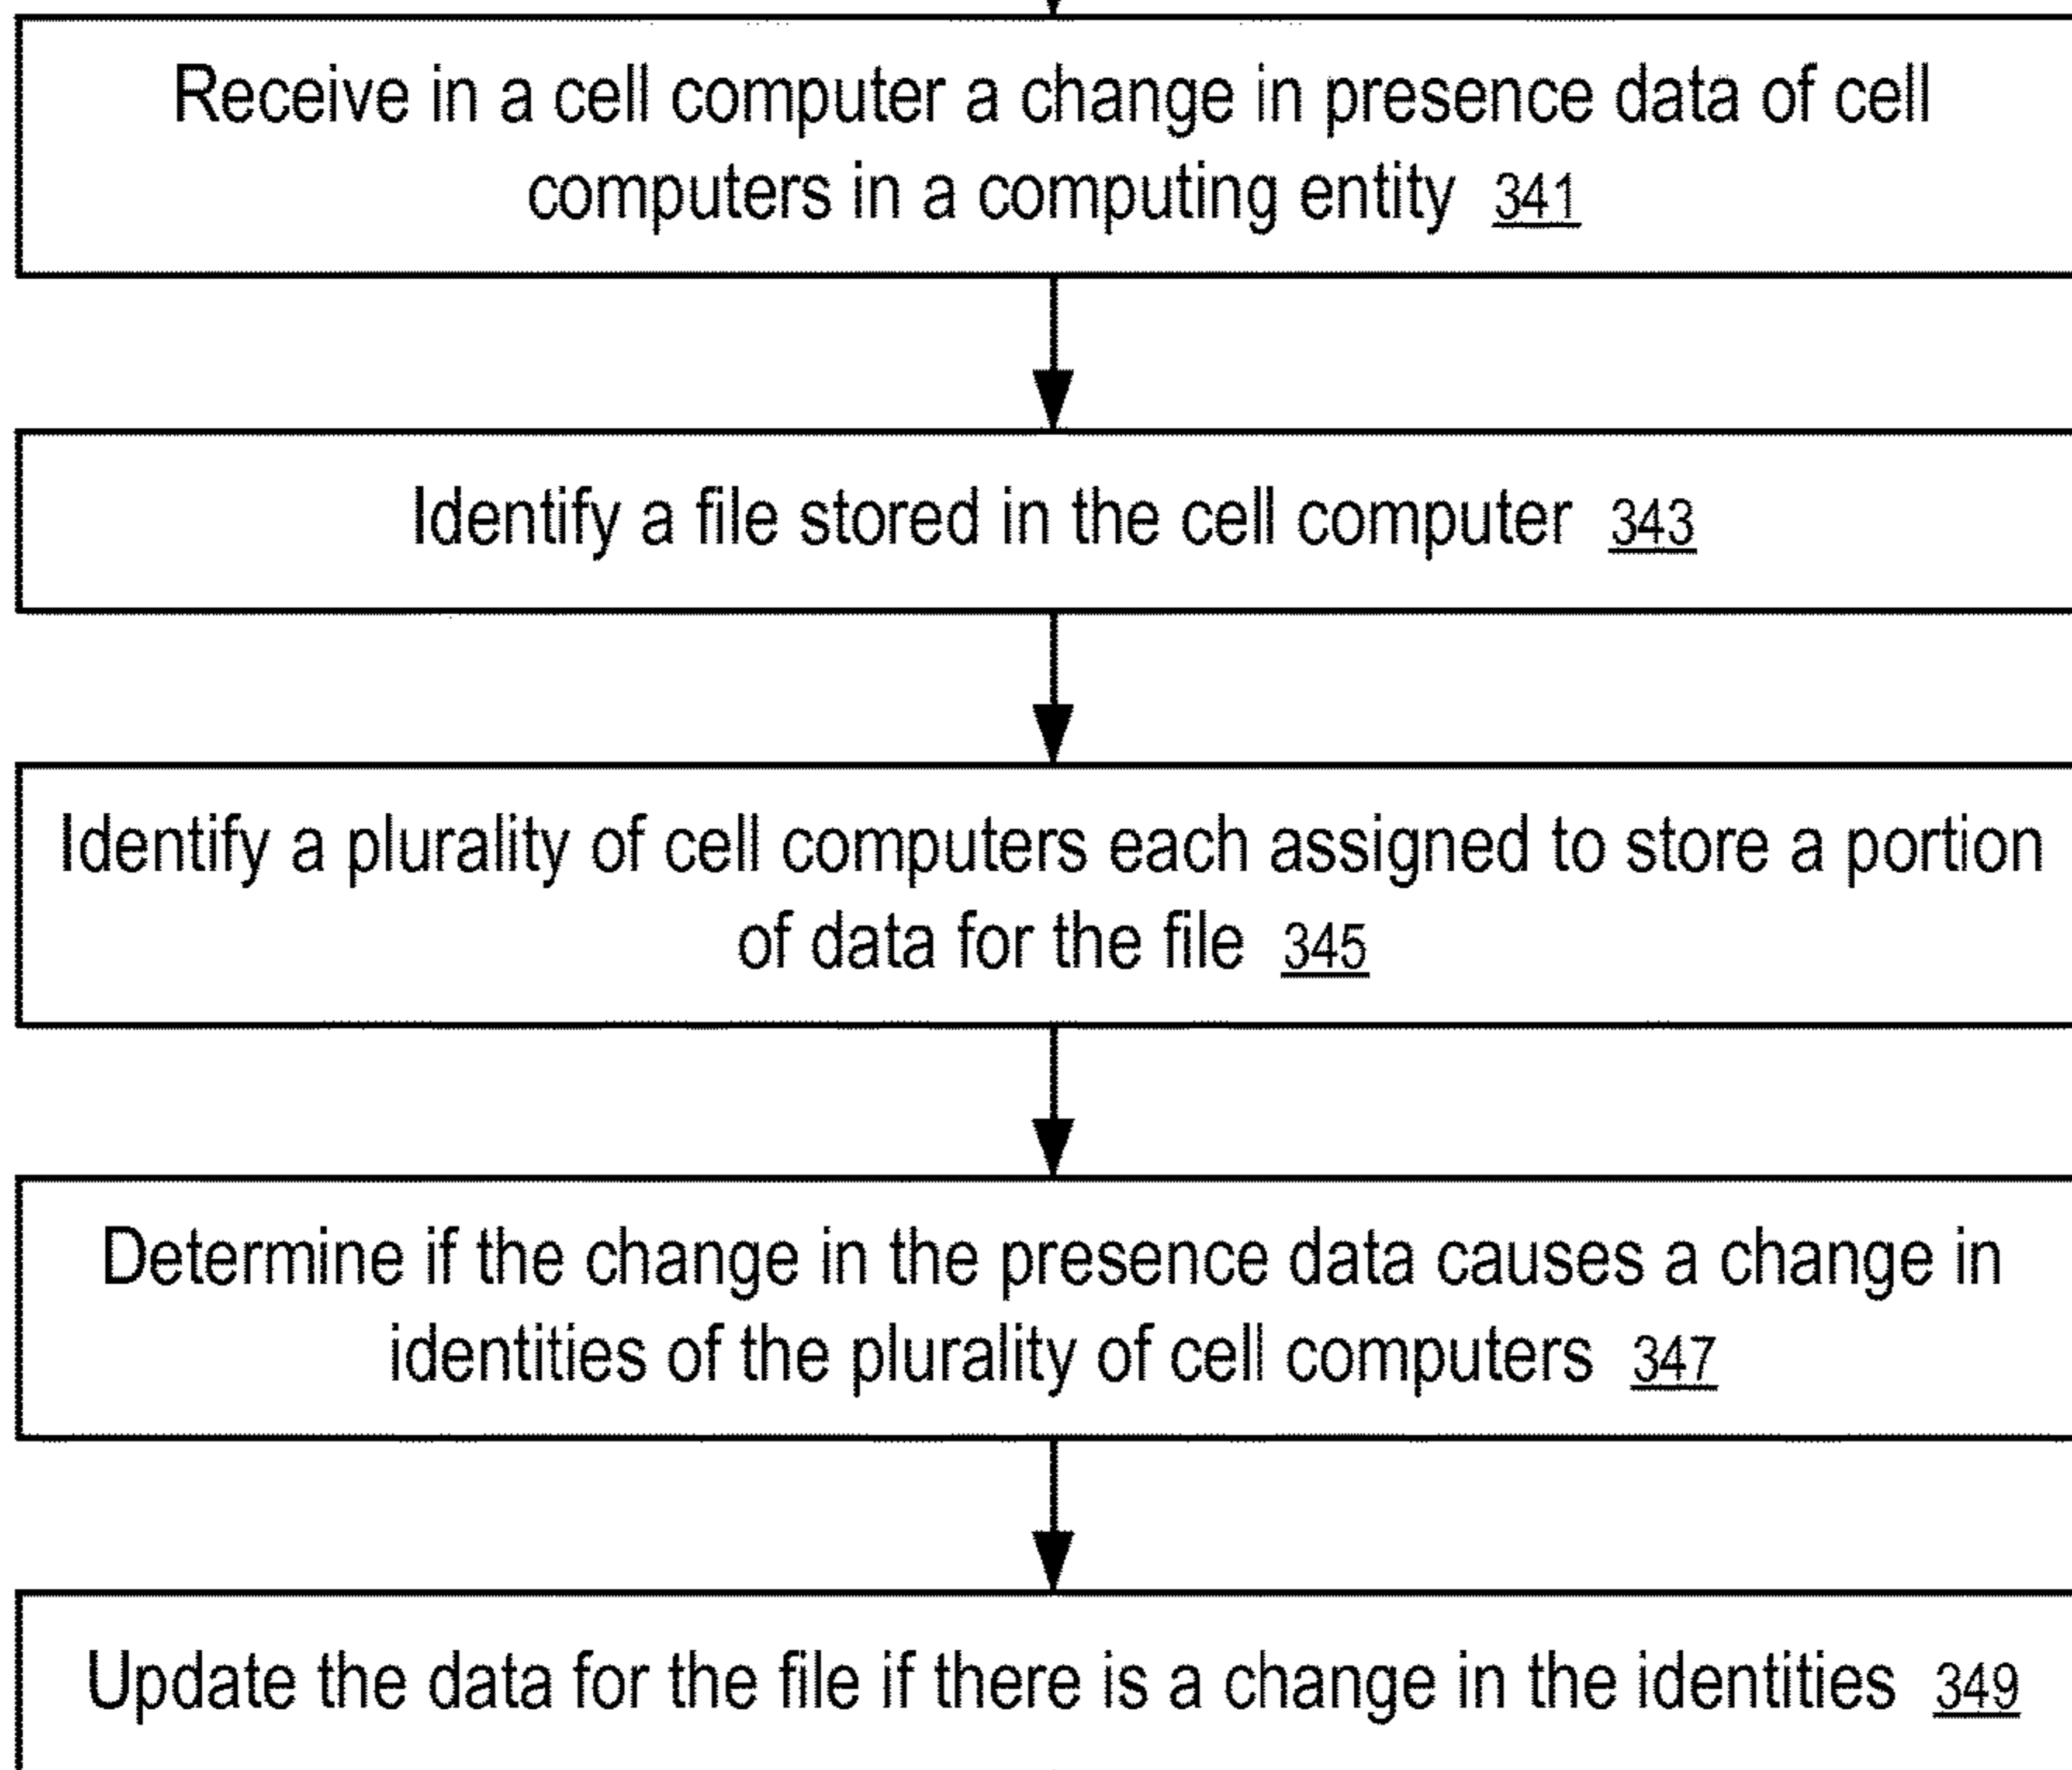 Receive in a cell computer a change in presence data of cell
computers in a computing entity 341
Identify a file stored in the cell computer 343
Identify a plurality of cell computers each assigned to store a portion
of data for the file 345
Determine if the change in the presence data causes a change in
identities of the plurality of cell computers 347
Update the data for the file if there is a change in the identities 349